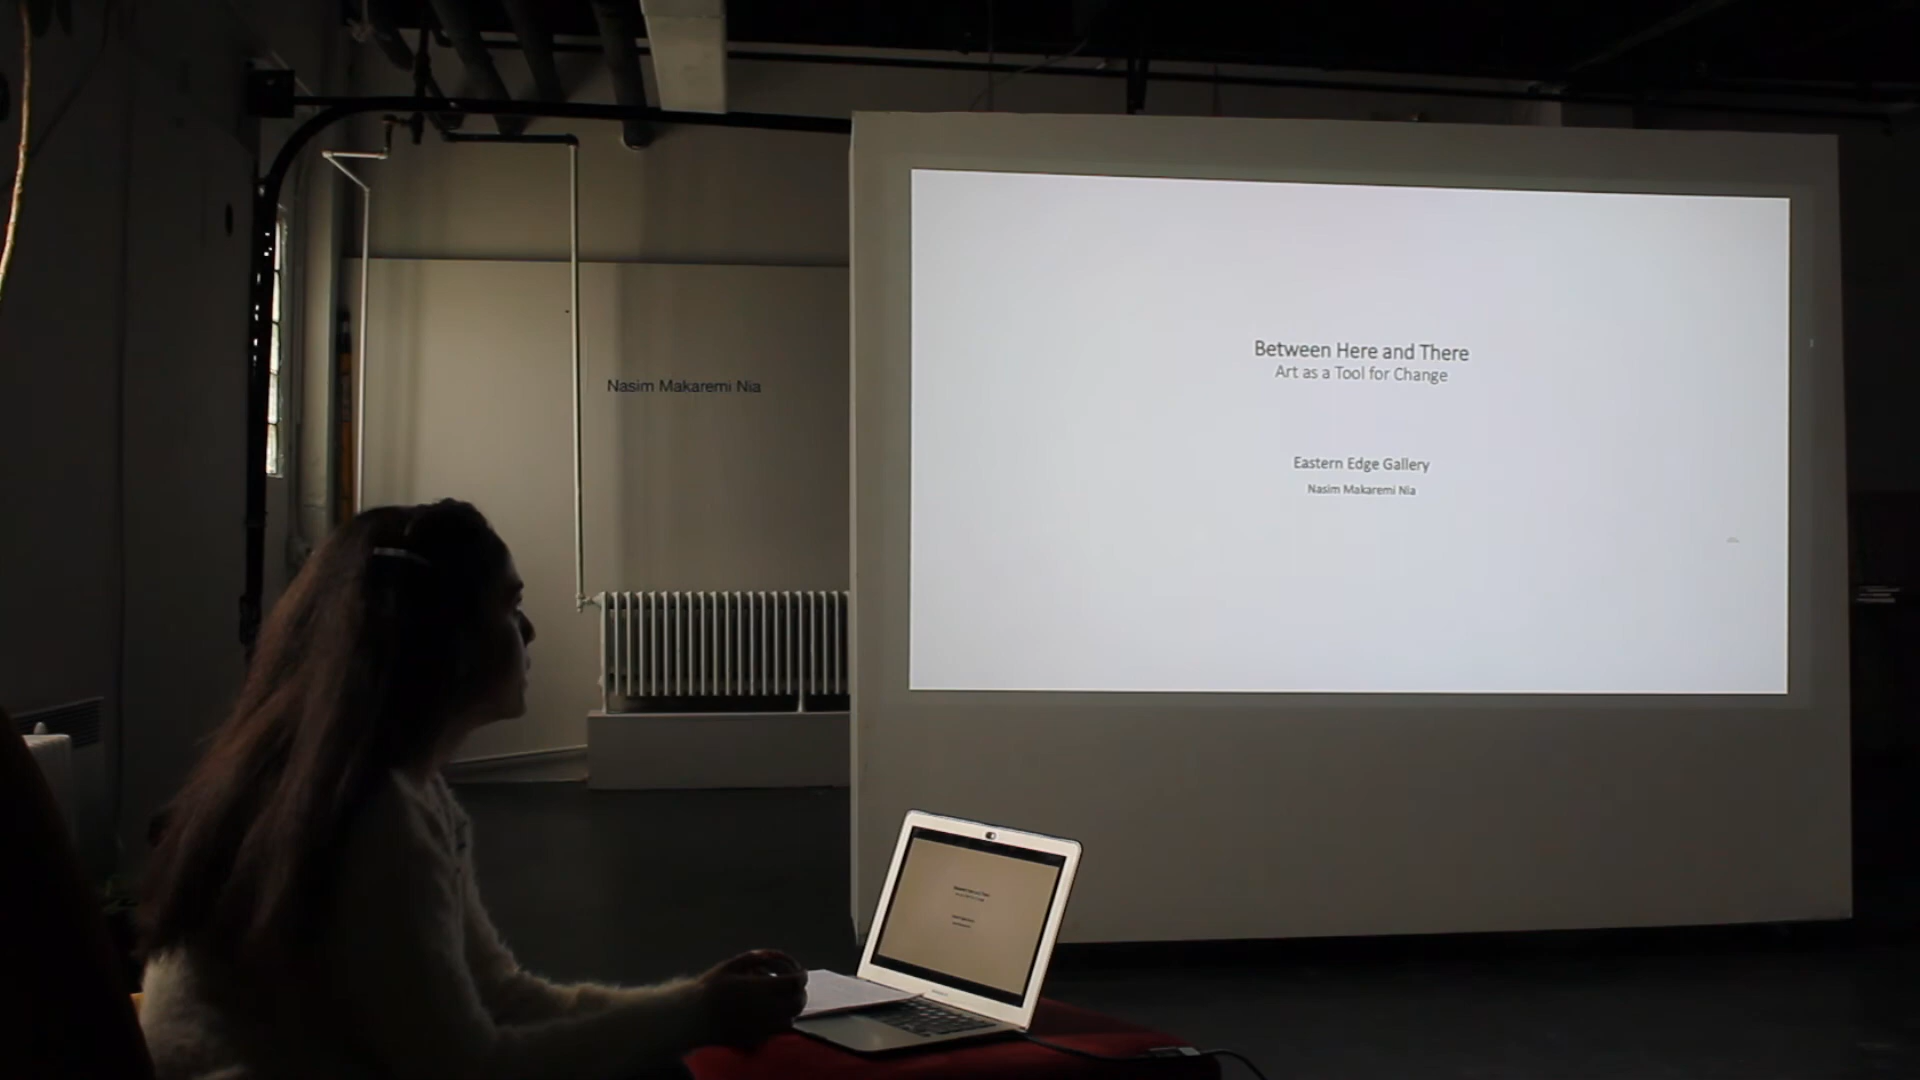 Nasim Makaremi Nia
Between Here and There
Art as a Tool for Change
Eastern Edge Gallery
Nasim Makaremi Nia